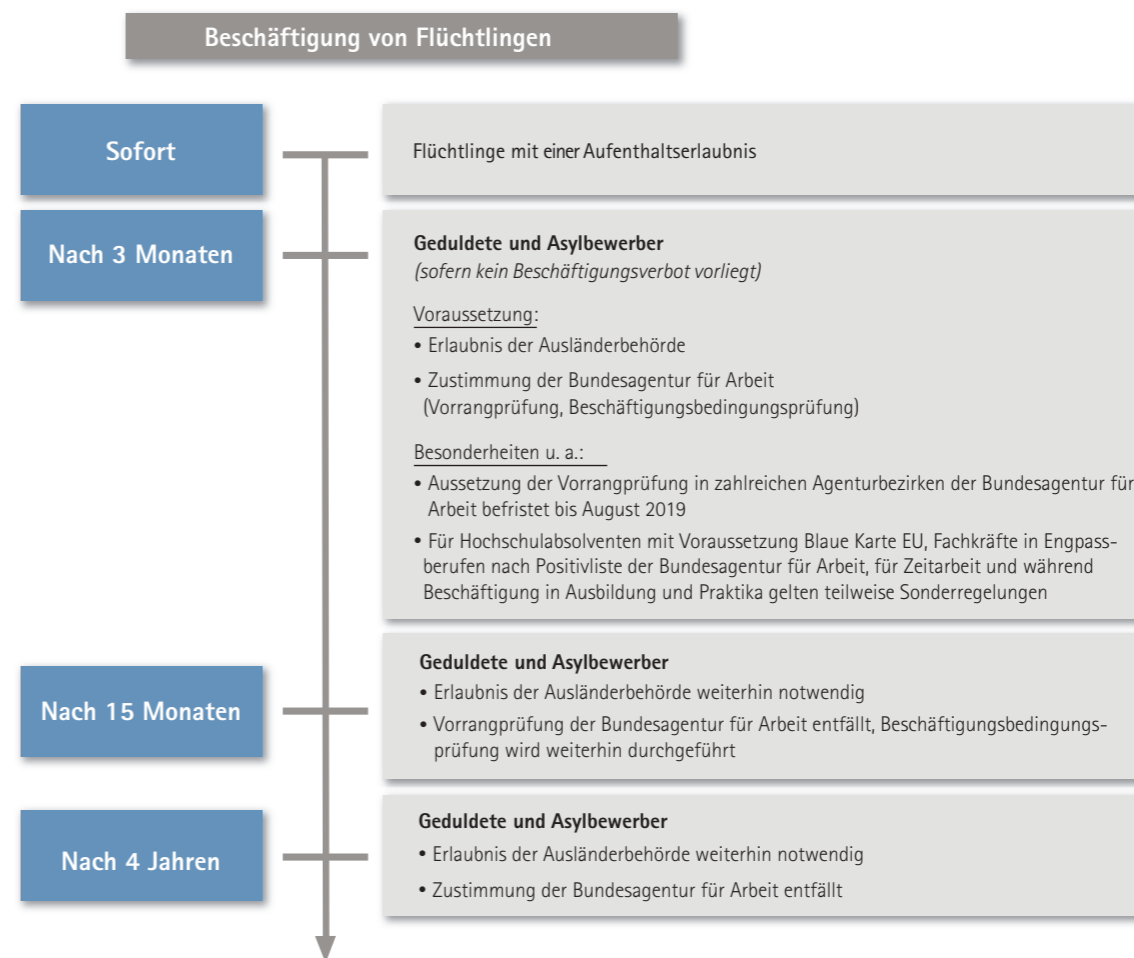 Beschäftigung von Flüchtlingen
Sofort
Flüchtlinge mit einer Aufenthaltserlaubnis
Nach 3 Monaten
Geduldete und Asylbewerber
(sofern kein Beschäftigungsverbot vorliegt)
Voraussetzung:
• Erlaubnis der Ausländerbehörde
• Zustimmung der Bundesagentur für Arbeit
(Vorrangprüfung, Beschäftigungsbedingungsprüfung)
Besonderheiten u. a.:
• Aussetzung der Vorrangprüfung in zahlreichen Agenturbezirken der Bundesagentur für
Arbeit befristet bis August 2019
• Für Hochschulabsolventen mit Voraussetzung Blaue Karte EU, Fachkräfte in Engpass-
berufen nach Positivliste der Bundesagentur für Arbeit, für Zeitarbeit und während
Beschäftigung in Ausbildung und Praktika gelten teilweise Sonderregelungen
Nach 15 Monaten
Geduldete und Asylbewerber
• Erlaubnis der Ausländerbehörde weiterhin notwendig
• Vorrangprüfung der Bundesagentur für Arbeit entfällt, Beschäftigungsbedingungs-
prüfung wird weiterhin durchgeführt
Nach 4 Jahren
Geduldete und Asylbewerber
• Erlaubnis der Ausländerbehörde weiterhin notwendig
• Zustimmung der Bundesagentur für Arbeit entfällt